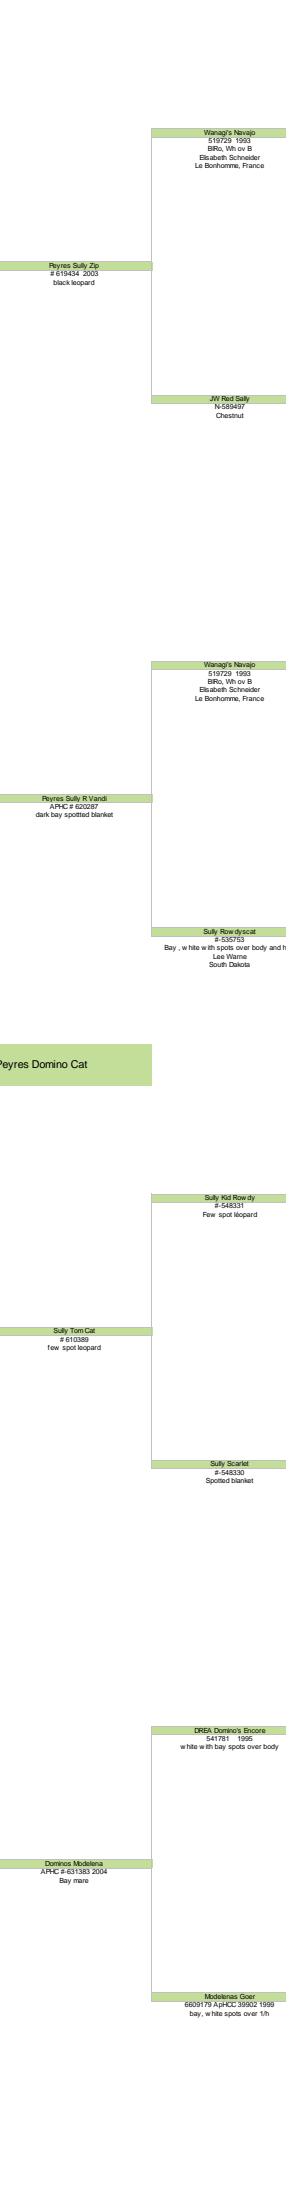 Wanagi's Navajo
519729 1993
BlRo, Wh ov B
Elisabeth Schneider
Le Bonhomme, France
Peyres Sully Zip
# 619434 2003
black leopard
JW Red Sally
N-589497
Chestnut
Wanagi's Navajo
519729 1993
BlRo, Wh ov B
Elisabeth Schneider
Le Bonhomme, France
Peyres Sully R Vandi
APHC # 620287
dark bay spottted blanket
Sully Rowdyscat
#-535753
Bay , white with spots over body and h
Lee Warne
South Dakota
Peyres Domino Cat
Sully Kid Rowdy
#-548331
Few spot léopard
Sully Tom Cat
# 610389
few spot leopard
Sully Scarlet
#-548330
Spotted blanket
DREA Domino's Encore
541781 1995
white with bay spots over body
Dominos Modelena
APHC #-631383 2004
Bay mare
Modelenas Goer
6609179 ApHCC 39902 1999
bay, white spots over 1/h